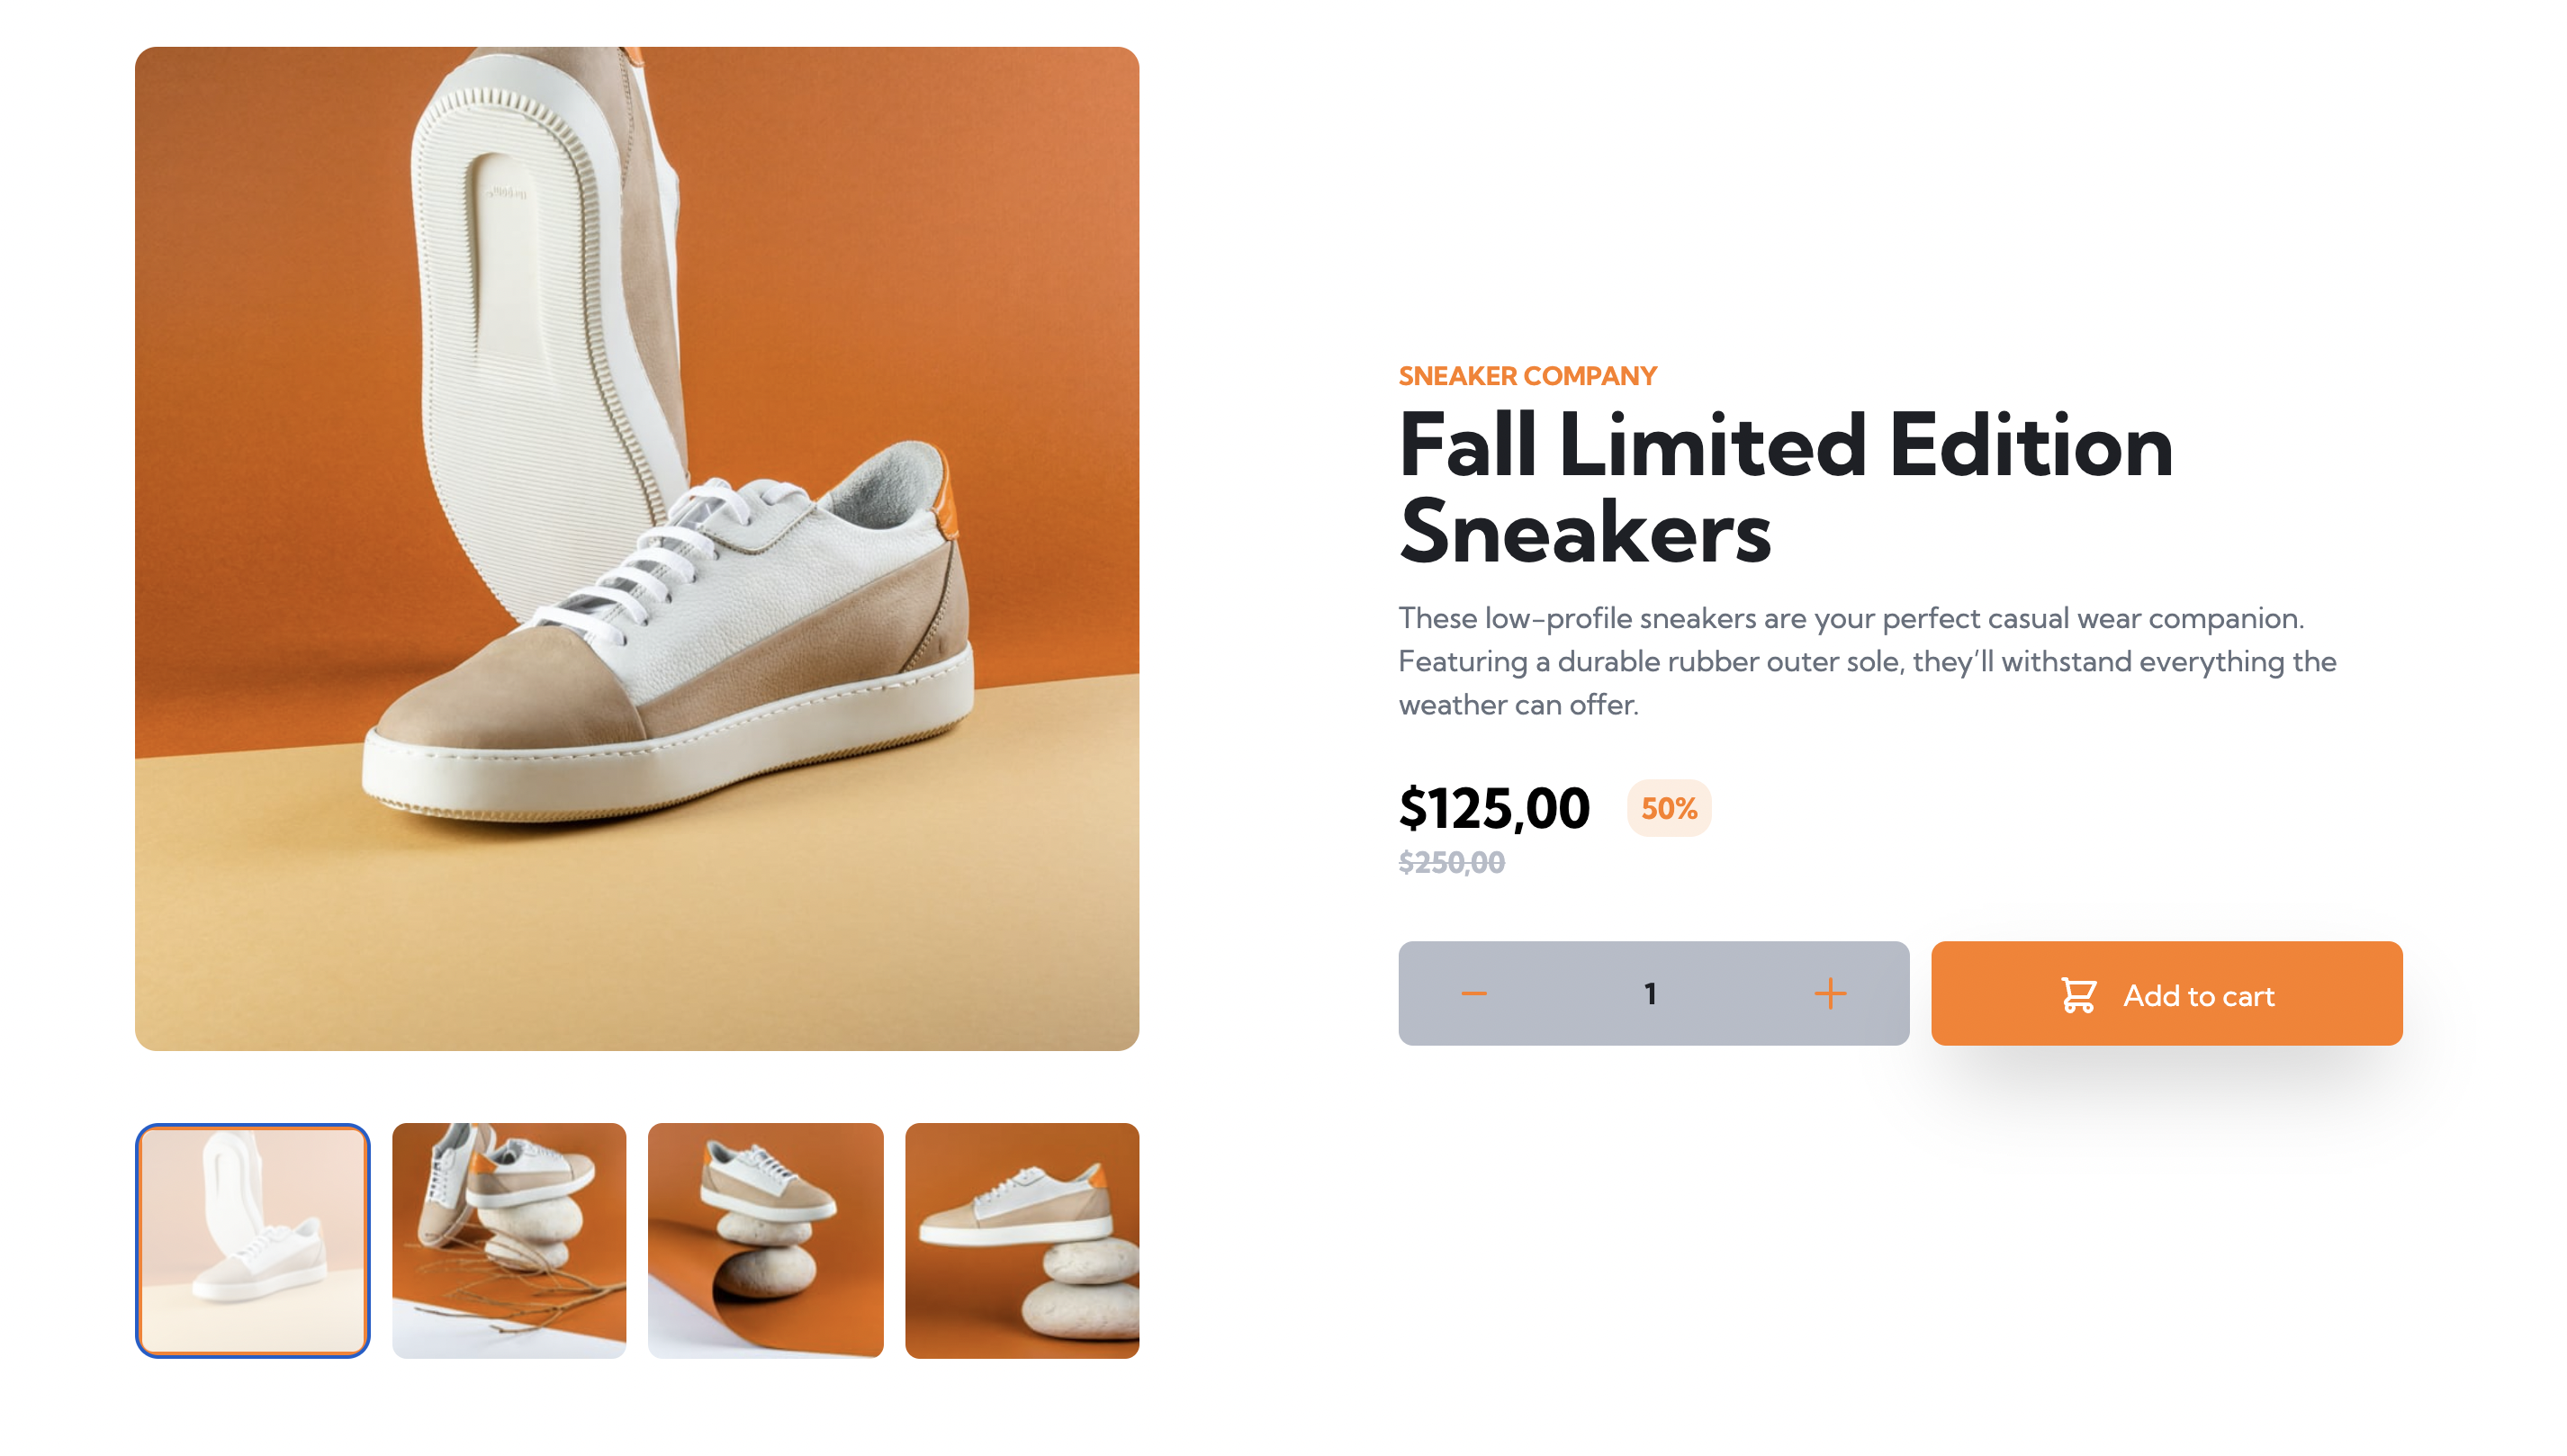 SNEAKER COMPANY
Fall Limited Edition
Sneakers
These low-profile sneakers are your perfect casual wear companion.
Featuring a durable rubber outer sole, they’ll withstand everything the
weather can offer.
$125,00 50%
$250,00
1 Add to cart